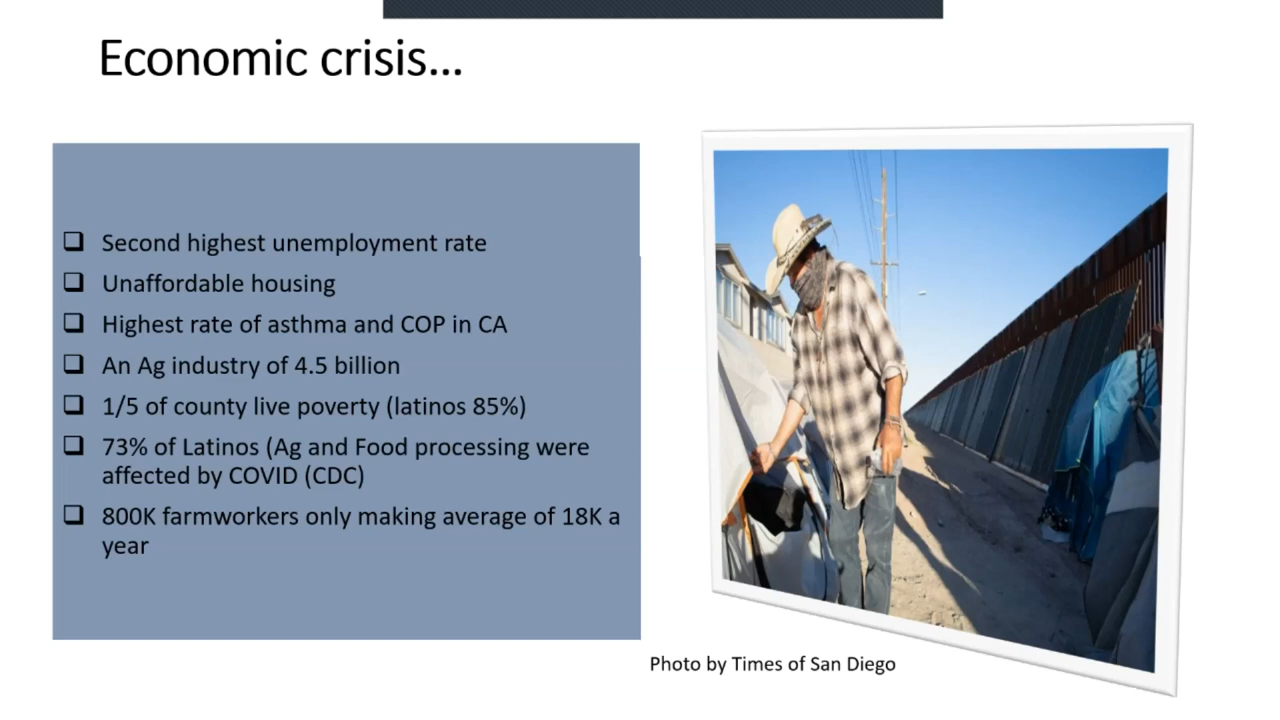 Economic crisis...
Second highest unemployment rate
Unaffordable housing
Highest rate of asthma and COP in CA
An Ag industry of 4.5 billion
1/5 of county live poverty (latinos 85%)
73% of Latinos (Ag and Food processing were
affected by COVID (CDC)
800K farmworkers only making average of 18K a
year
Photo by Times of San Diego